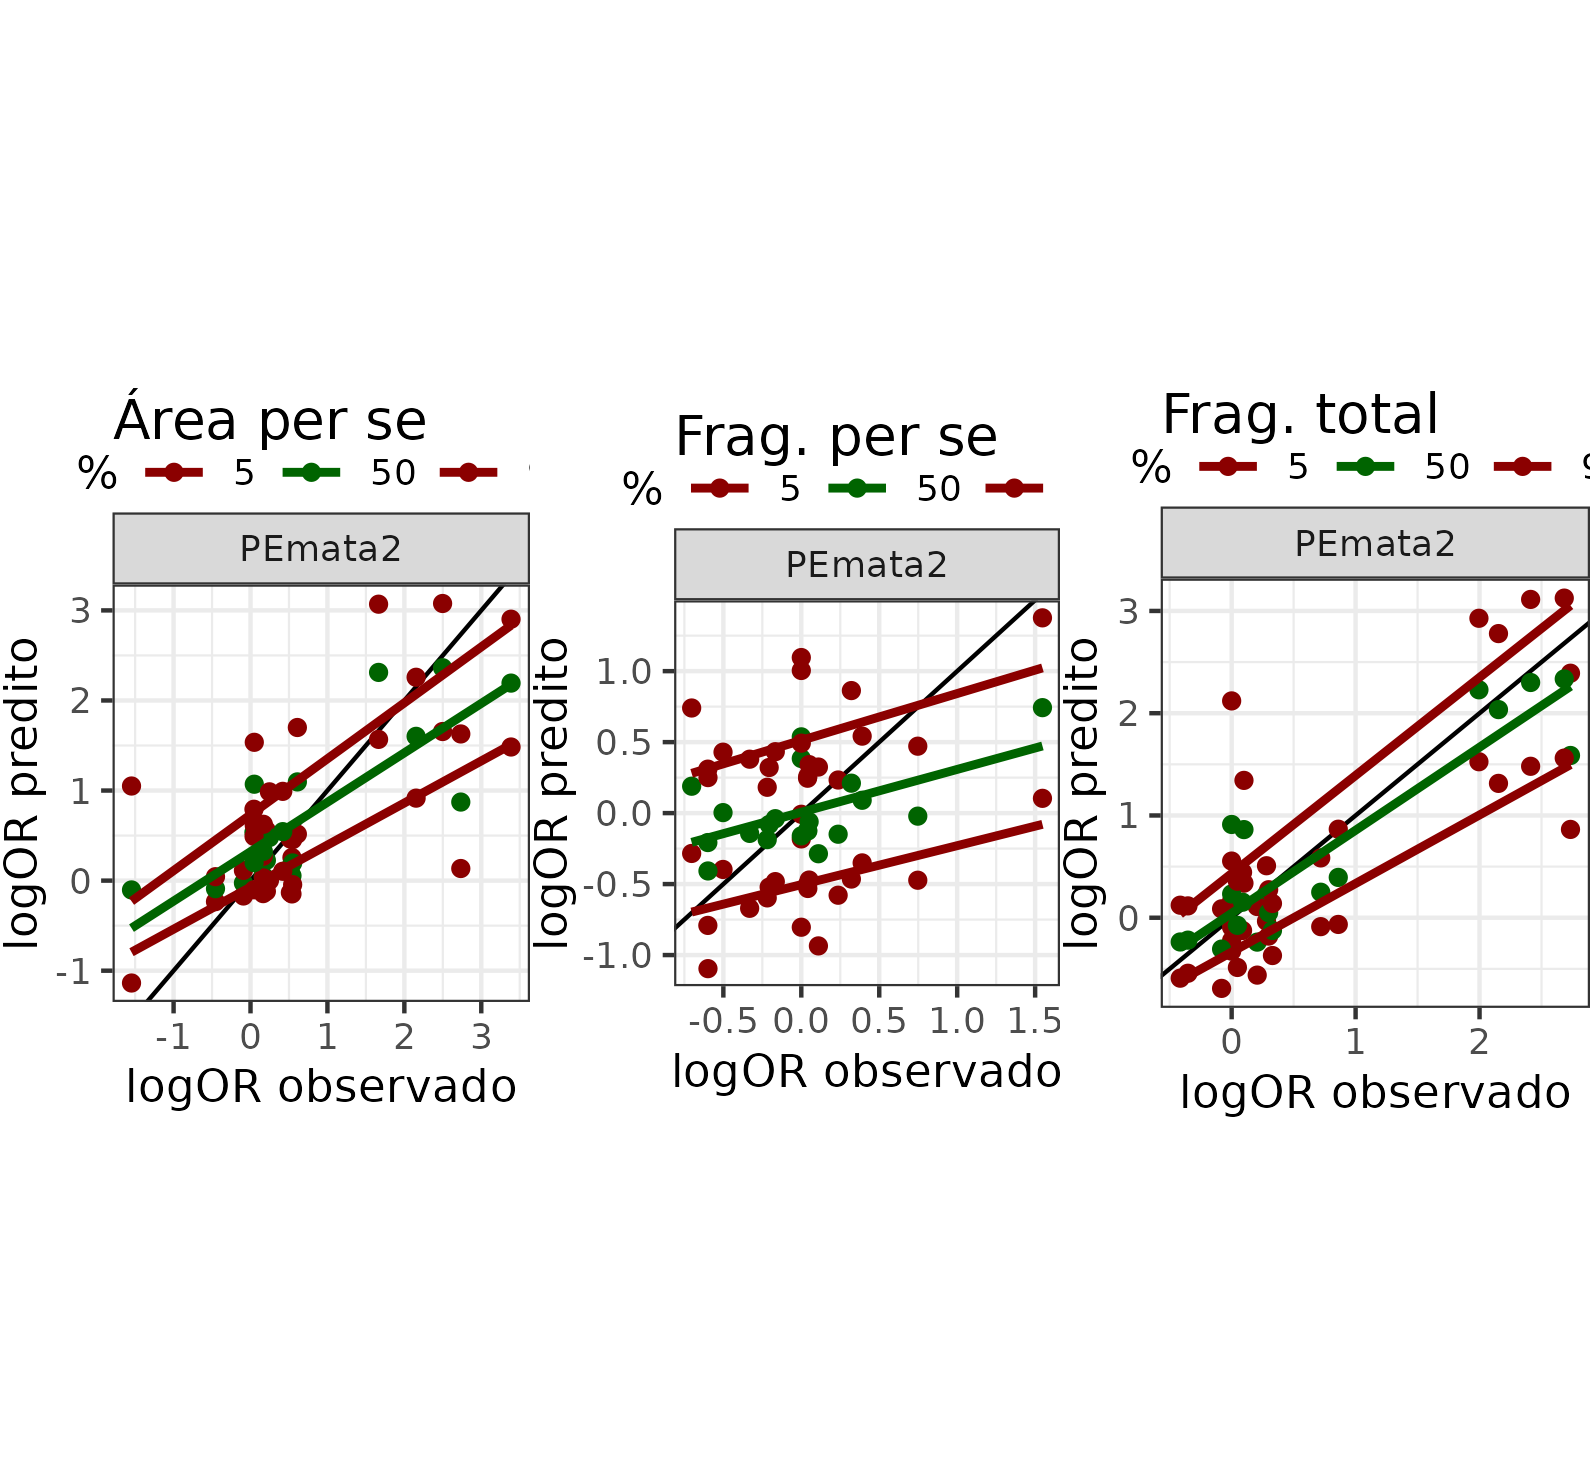 Área per se
% 5 50
PEmata2
logOR predito
3
2
1
0
-1
-1 0 1 2 3
logOR observado
Frag. per se
% 5 50
PEmata2
logOR predito
1.0
0.5
0.0
-0.5
-1.0
-0.5 0.0 0.5 1.0 1.5
logOR observado
Frag. total
% 5 50
PEmata2
logOR predito
3
2
1
0
0 1 2
logOR observado